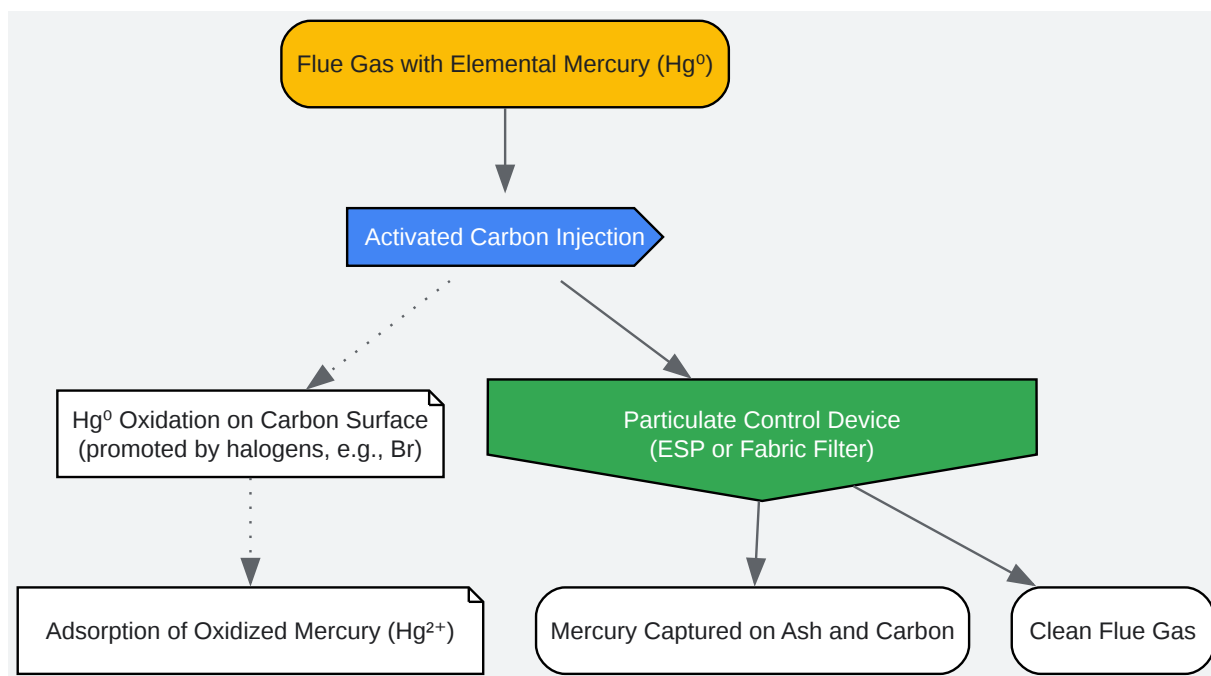 Flue Gas with Elemental Mercury (Hg⁰)
Activated Carbon Injection
Hg⁰ Oxidation on Carbon Surface
(promoted by halogens, e.g., Br)
Particulate Control Device
(ESP or Fabric Filter)
Adsorption of Oxidized Mercury (Hg²⁺)
Mercury Captured on Ash and Carbon
Clean Flue Gas